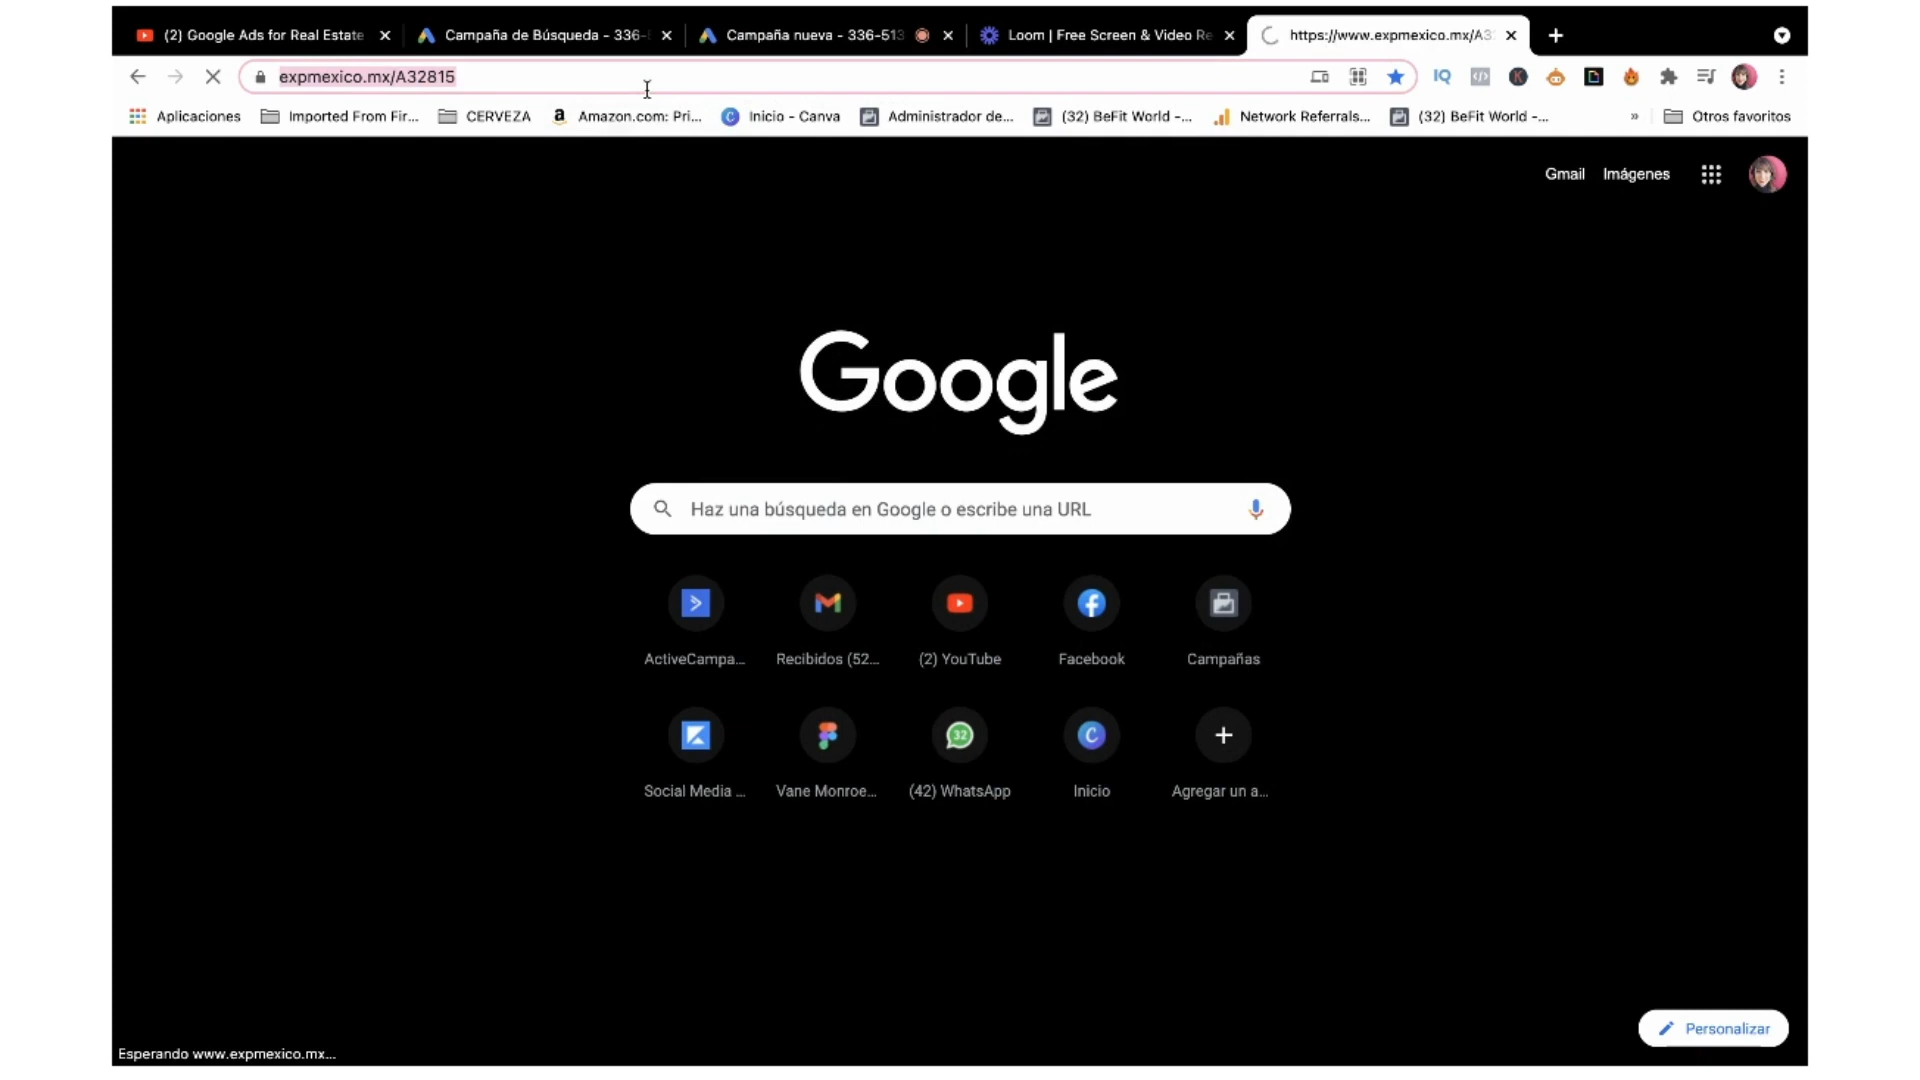 (2) Google Ads for Real Estate
Campaña de Búsqueda - 336-
Campaña nueva - 336-513
Loom | Free Screen & Video Re
https://www.expmexico.mx/A3
expmexico.mx/A32815
IQ
K
Aplicaciones
Imported From Fir...
CERVEZA
Amazon.com: Pri...
Inicio - Canva
Administrador de...
(32) BeFit World -...
Network Referrals...
(32) BeFit World -...
»
Otros favoritos
Gmail
Imágenes
Google
Haz una búsqueda en Google o escribe una URL
ActiveCampa...
Recibidos (52...
(2) YouTube
Facebook
Campañas
32
Social Media ...
Vane Monroe...
(42) WhatsApp
Inicio
Agregar un a...
Personalizar
Esperando www.expmexico.mx...